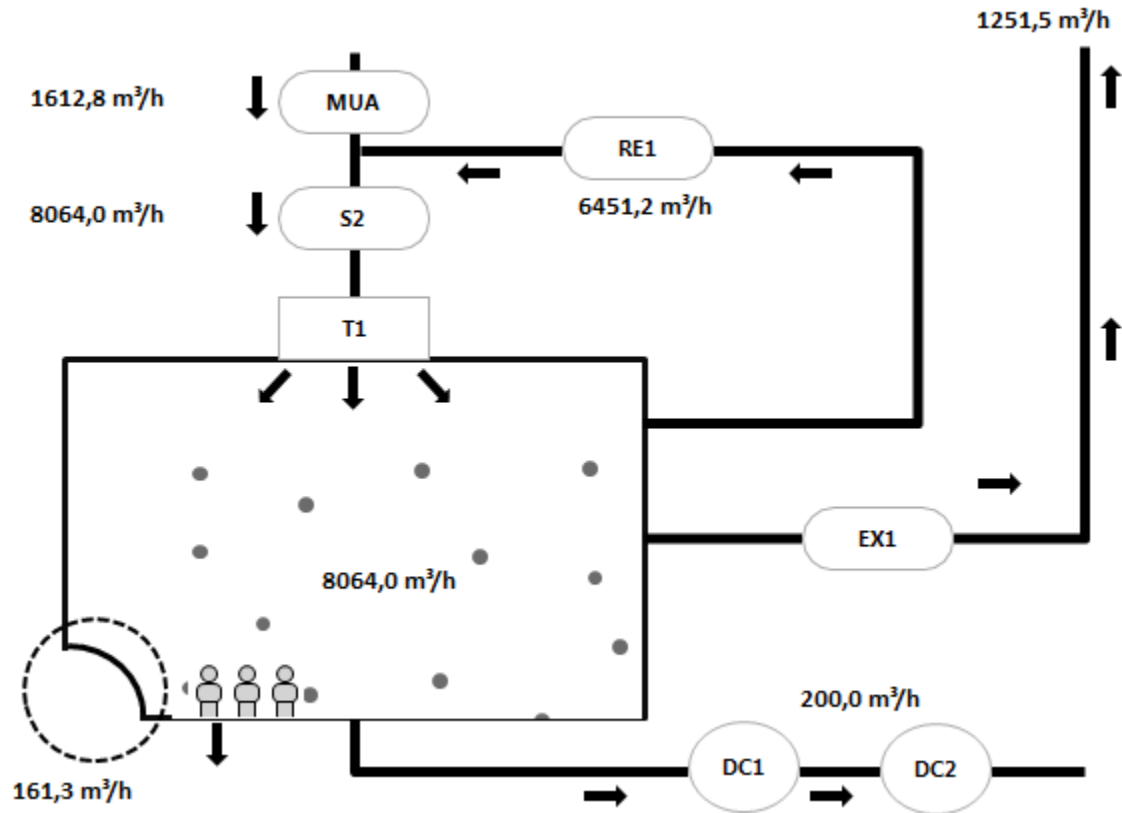 1251,5 m³/h
1612,8 m³/h
MUA
RE1
6451,2 m³/h
8064,0 m³/h
S2
T1
EX1
8064,0 m³/h
200,0 m³/h
DC1
DC2
161,3 m³/h